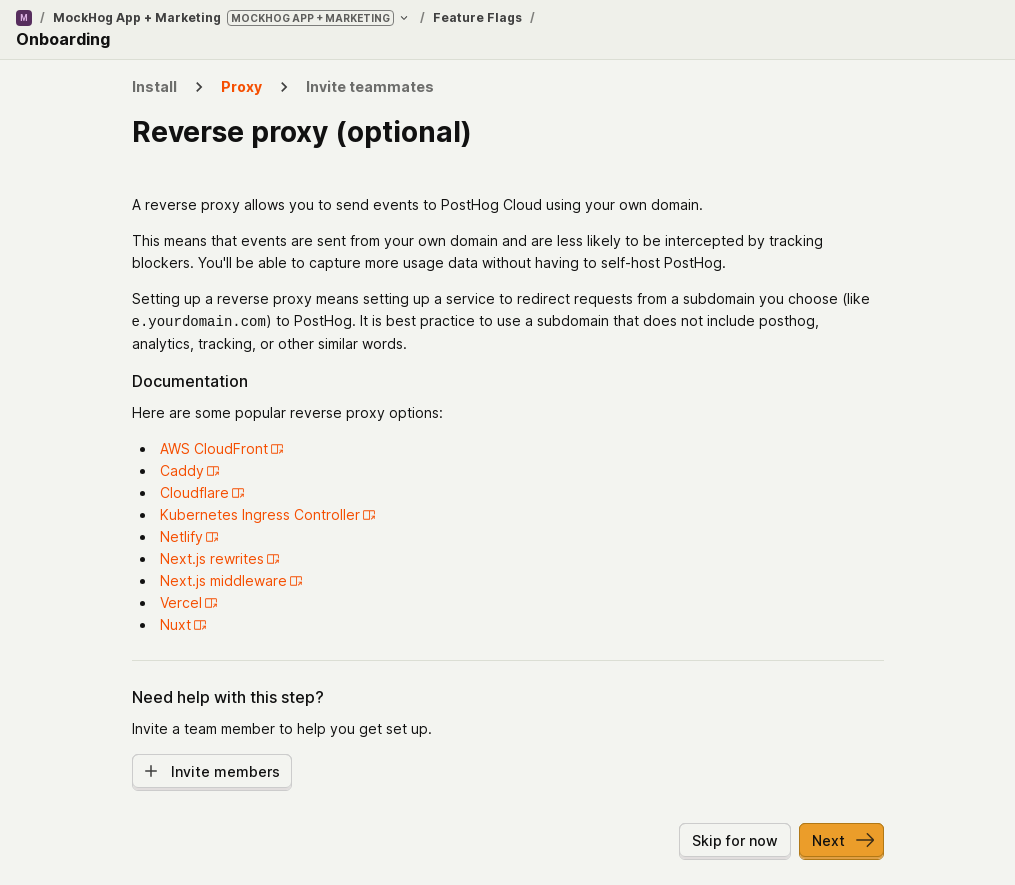 M / MockHog App + Marketing MOCKHOG APP + MARKETING / Feature Flags /
Onboarding
Install Proxy Invite teammates
Reverse proxy (optional)
A reverse proxy allows you to send events to PostHog Cloud using your own domain.
This means that events are sent from your own domain and are less likely to be intercepted by tracking
blockers. You'll be able to capture more usage data without having to self-host PostHog.
Setting up a reverse proxy means setting up a service to redirect requests from a subdomain you choose (like
e.yourdomain.com) to PostHog. It is best practice to use a subdomain that does not include posthog,
analytics, tracking, or other similar words.
Documentation
Here are some popular reverse proxy options:
AWS CloudFront
Caddy
Cloudflare
Kubernetes Ingress Controller
Netlify
Next.js rewrites
Next.js middleware
Vercel
Nuxt
Need help with this step?
Invite a team member to help you get set up.
Invite members
Skip for now Next